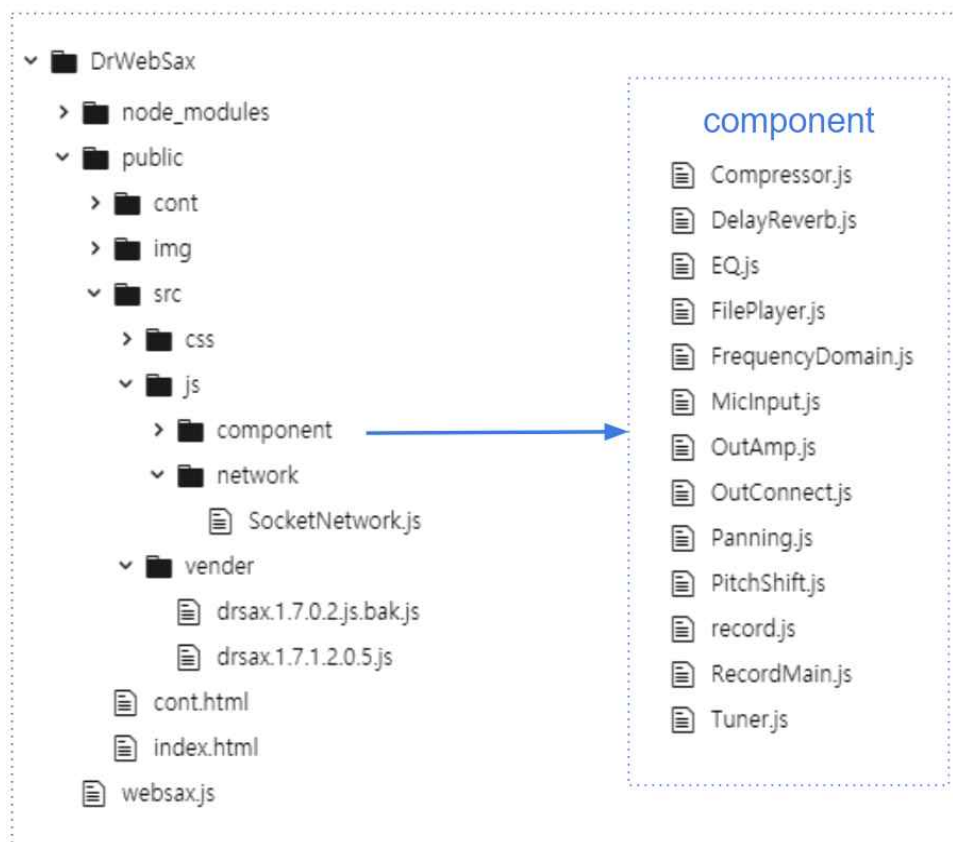 DrWebSax
node_modules
public
cont
img
src
css
js
component
network
SocketNetwork.js
vender
drsax.1.7.0.2.js.bak.js
drsax.1.7.1.2.0.5.js
cont.html
index.html
websax.js
component
Compressor.js
DelayReverb.js
EQ.js
FilePlayer.js
FrequencyDomain.js
MicInput.js
OutAmp.js
OutConnect.js
Panning.js
PitchShift.js
record.js
RecordMain.js
Tuner.js